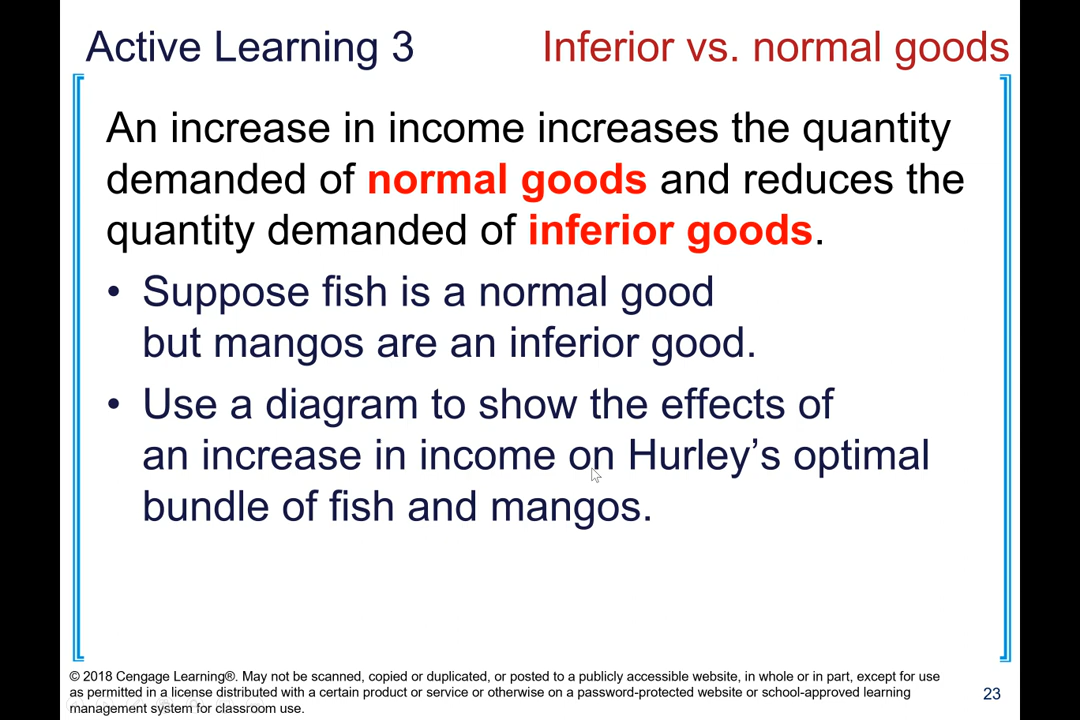 Active Learning 3
Inferior vs. normal goods
An increase in income increases the quantity
demanded of normal goods and reduces the
quantity demanded of inferior goods.
• Suppose fish is a normal good
but mangos are an inferior good.
• Use a diagram to show the effects of
an increase in income on Hurley’s optimal
bundle of fish and mangos.
© 2018 Cengage Learning®. May not be scanned, copied or duplicated, or posted to a publicly accessible website, in whole or in part, except for use
as permitted in a license distributed with a certain product or service or otherwise on a password-protected website or school-approved learning
management system for classroom use.
23